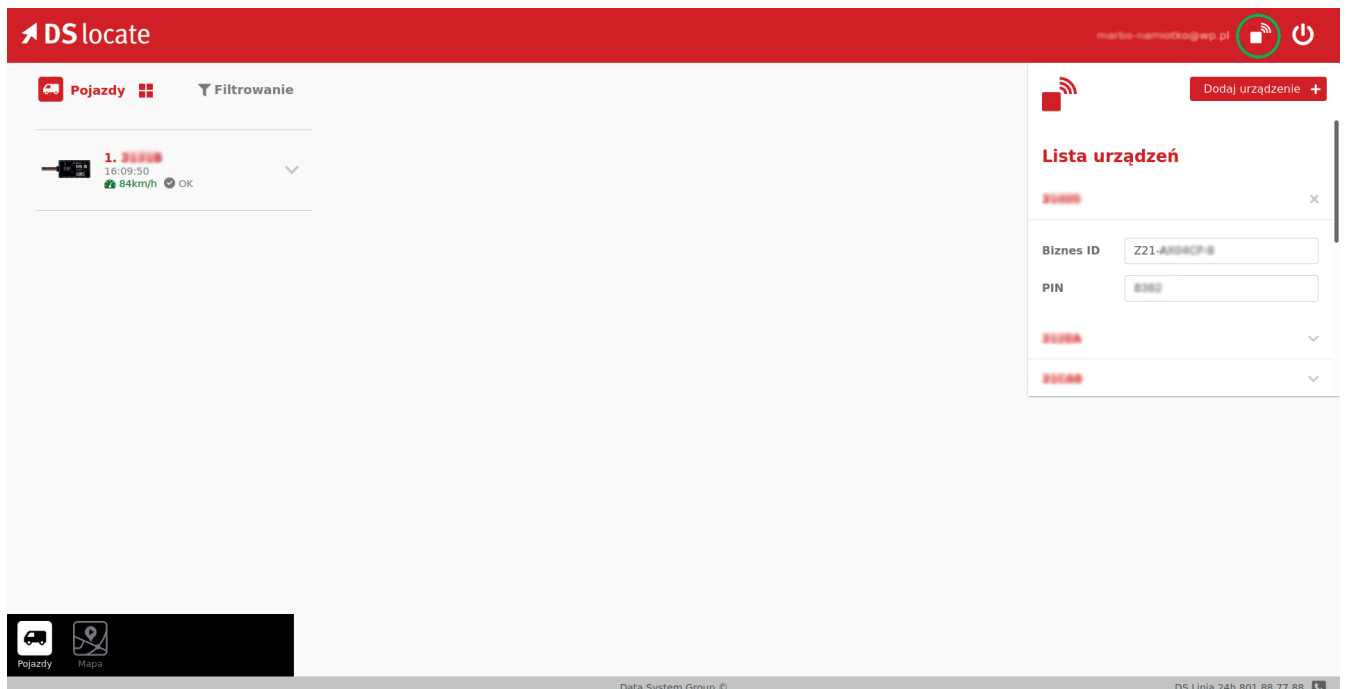 DS locate
Pojazdy
Filtrowanie
1.
16:09:50
84km/h OK
Dodaj urządzenie +
Lista urządzeń
Biznes ID
Z21-
PIN
Pojazdy
Mapa
Data System Group ©
DS Linia 24h 801 88 77 88